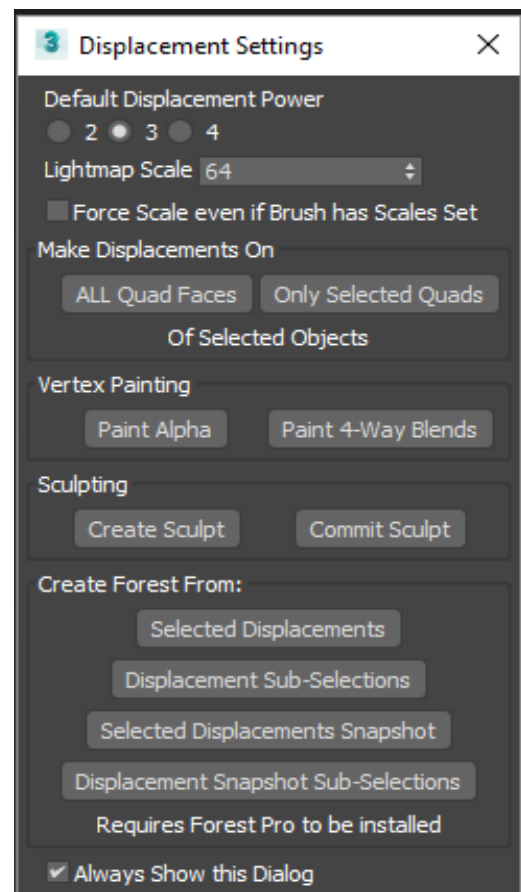 3 Displacement Settings
Default Displacement Power
2 3 4
Lightmap Scale 64
Force Scale even if Brush has Scales Set
Make Displacements On
ALL Quad Faces Only Selected Quads
Of Selected Objects
Vertex Painting
Paint Alpha Paint 4-Way Blends
Sculpting
Create Sculpt Commit Sculpt
Create Forest From:
Selected Displacements
Displacement Sub-Selections
Selected Displacements Snapshot
Displacement Snapshot Sub-Selections
Requires Forest Pro to be installed
Always Show this Dialog